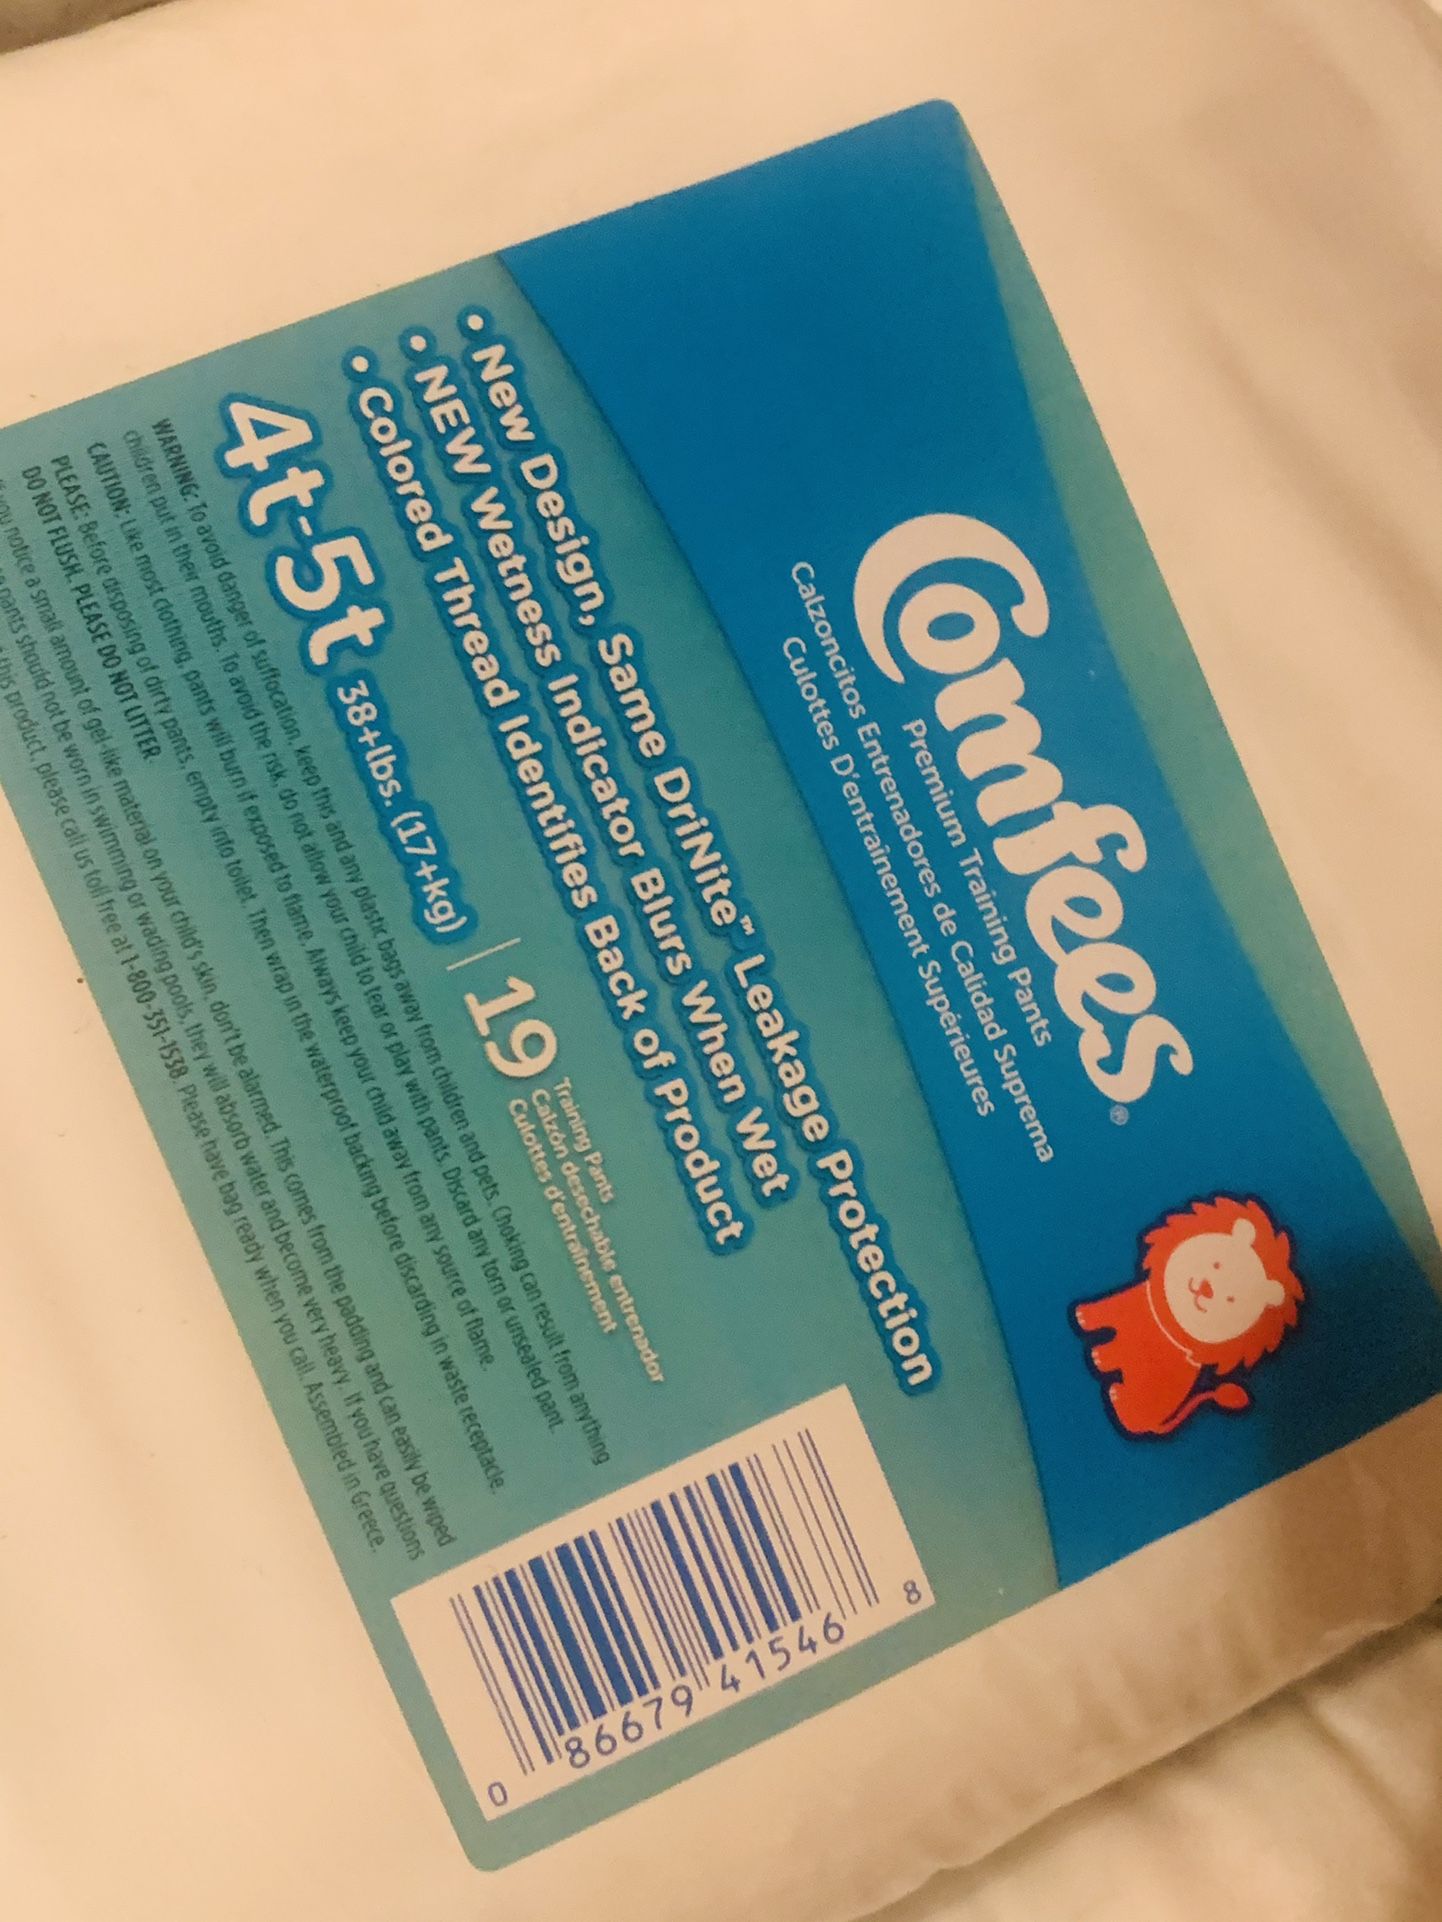 Comfees®
Premium Training Pants
Calzoncitos Entrenadores de Calidad Suprema
Culottes D'entraînement Supérieures
• New Design, Same DriNite™ Leakage Protection
• NEW Wetness Indicator Blurs When Wet
• Colored Thread Identifies Back of Product
4t-5t 38+lbs. (17+kg) | 19 Training Pants
Calzón desechable entrenador
Culottes d'entraînement
WARNING: To avoid danger of suffocation, keep this and any plastic bags away from children and pets. Choking can result from anything
children put in their mouths. To avoid the risk, do not allow your child to tear or play with pants. Discard any torn or unsealed pant.
CAUTION: Like most clothing, pants will burn if exposed to flame. Always keep your child away from any source of flame.
PLEASE: Before disposing of dirty pants, empty into toilet. Then wrap in the waterproof backing before discarding in waste receptacle.
DO NOT FLUSH. PLEASE DO NOT LITTER
you notice a small amount of gel-like material on your child's skin, don't be alarmed. This comes from the padding and can easily be wiped
pants should not be worn in swimming or wading pools, they will absorb water and become very heavy. If you have questions
this product, please call us toll free at 1-800-351-1538. Please have bag ready when you call. Assembled in Greece.
0 86679 41546 8